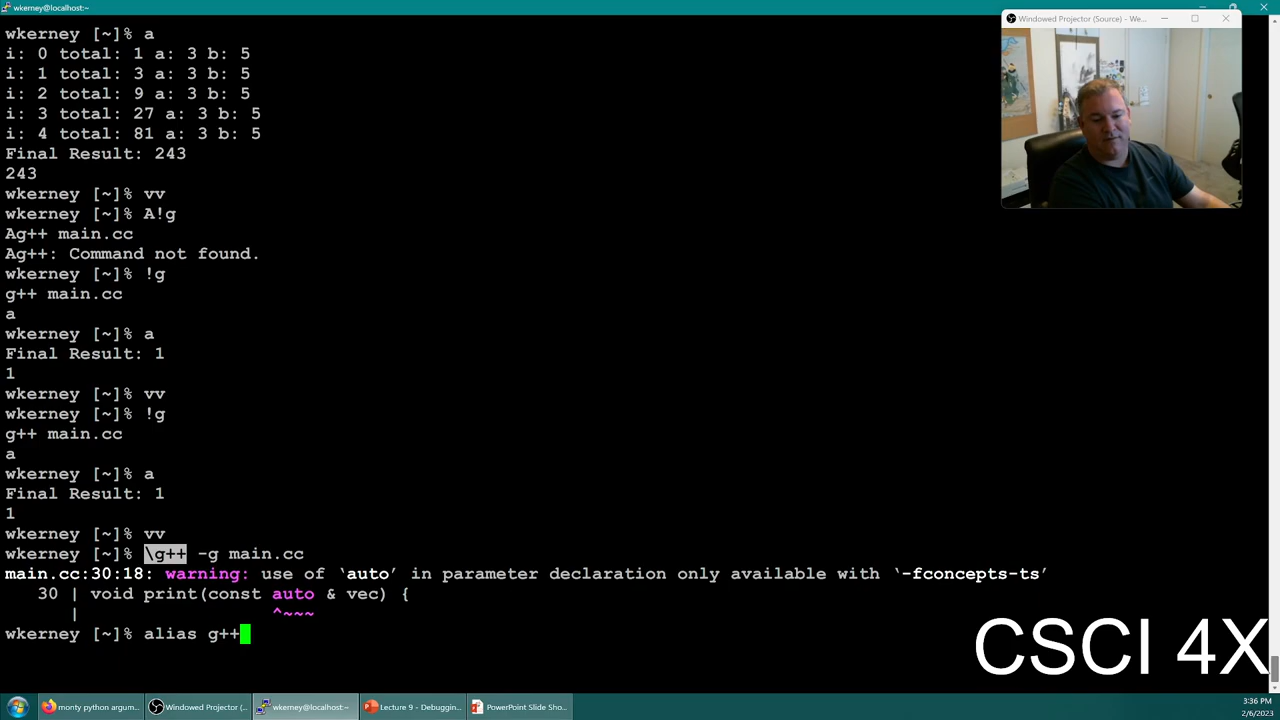 wkerney@localhost:~
Windowed Projector (Source) - We...
wkerney [~]% a
i: 0 total: 1 a: 3 b: 5
i: 1 total: 3 a: 3 b: 5
i: 2 total: 9 a: 3 b: 5
i: 3 total: 27 a: 3 b: 5
i: 4 total: 81 a: 3 b: 5
Final Result: 243
243
wkerney [~]% vv
wkerney [~]% A!g
Ag++ main.cc
Ag++: Command not found.
wkerney [~]% !g
g++ main.cc
a
wkerney [~]% a
Final Result: 1
1
wkerney [~]% vv
wkerney [~]% !g
g++ main.cc
a
wkerney [~]% a
Final Result: 1
1
wkerney [~]% vv
wkerney [~]% \g++ -g main.cc
main.cc:30:18: warning: use of ‘auto’ in parameter declaration only available with ‘-fconcepts-ts’
30 | void print(const auto & vec) {
| ^~~~
wkerney [~]% alias g++
CSCI 4X
monty python argum...
Windowed Projector (...
wkerney@localhost:~
Lecture 9 - Debuggin...
PowerPoint Slide Sho...
3:36 PM
2/6/2023